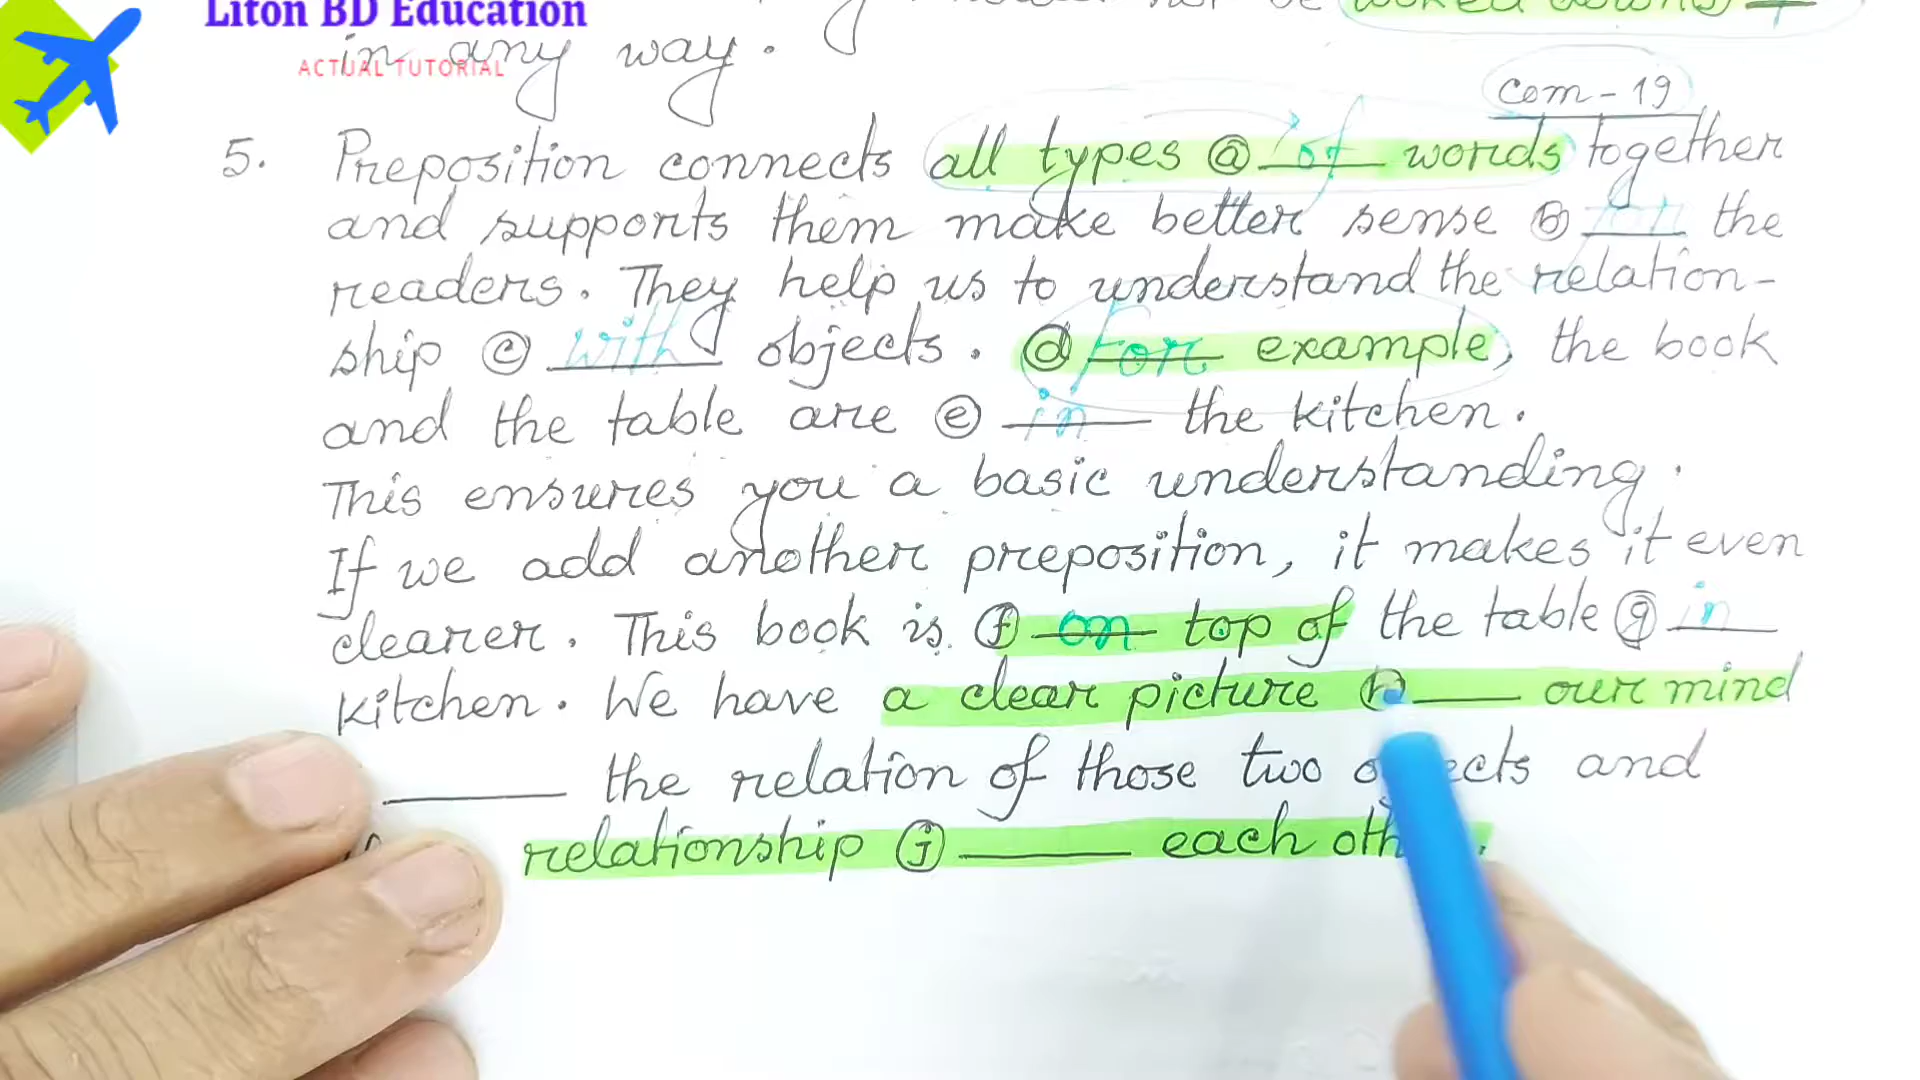 Liton BD Education
ACTUAL TUTORIAL
in any way.
com-19
5. Preposition connects all types (a) of words together
and supports them make better sense (b) for the
readers. They help us to understand the relation-
ship (c) with objects. (d) For example, the book
and the table are (e) in the kitchen.
This ensures you a basic understanding.
If we add another preposition, it makes it even
clearer. This book is (f) on top of the table (g) in
kitchen. We have a clear picture (h) ____ our mind
____ the relation of those two and
relationship (j) ____ each